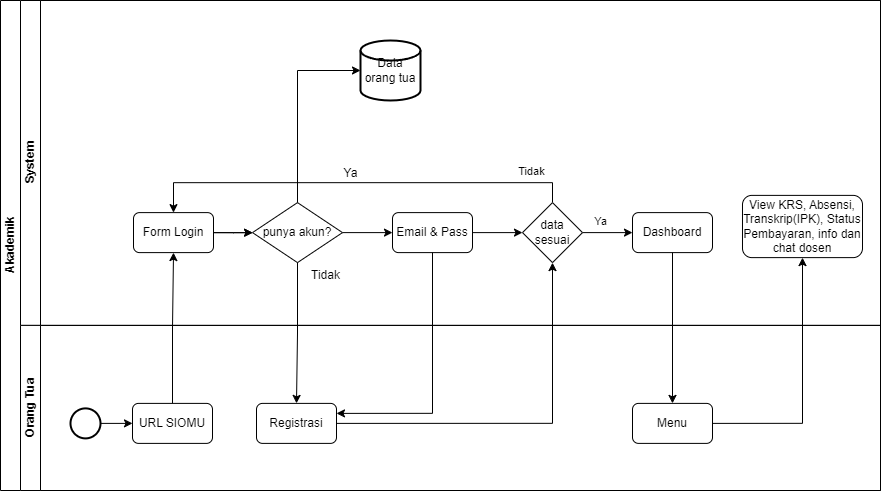 Akademik
System
Data
orang tua
Ya
Tidak
Form Login
punya akun?
Email & Pass
data
sesuai
Ya
Dashboard
View KRS, Absensi,
Transkrip(IPK), Status
Pembayaran, info dan
chat dosen
Tidak
Orang Tua
URL SIOMU
Registrasi
Menu